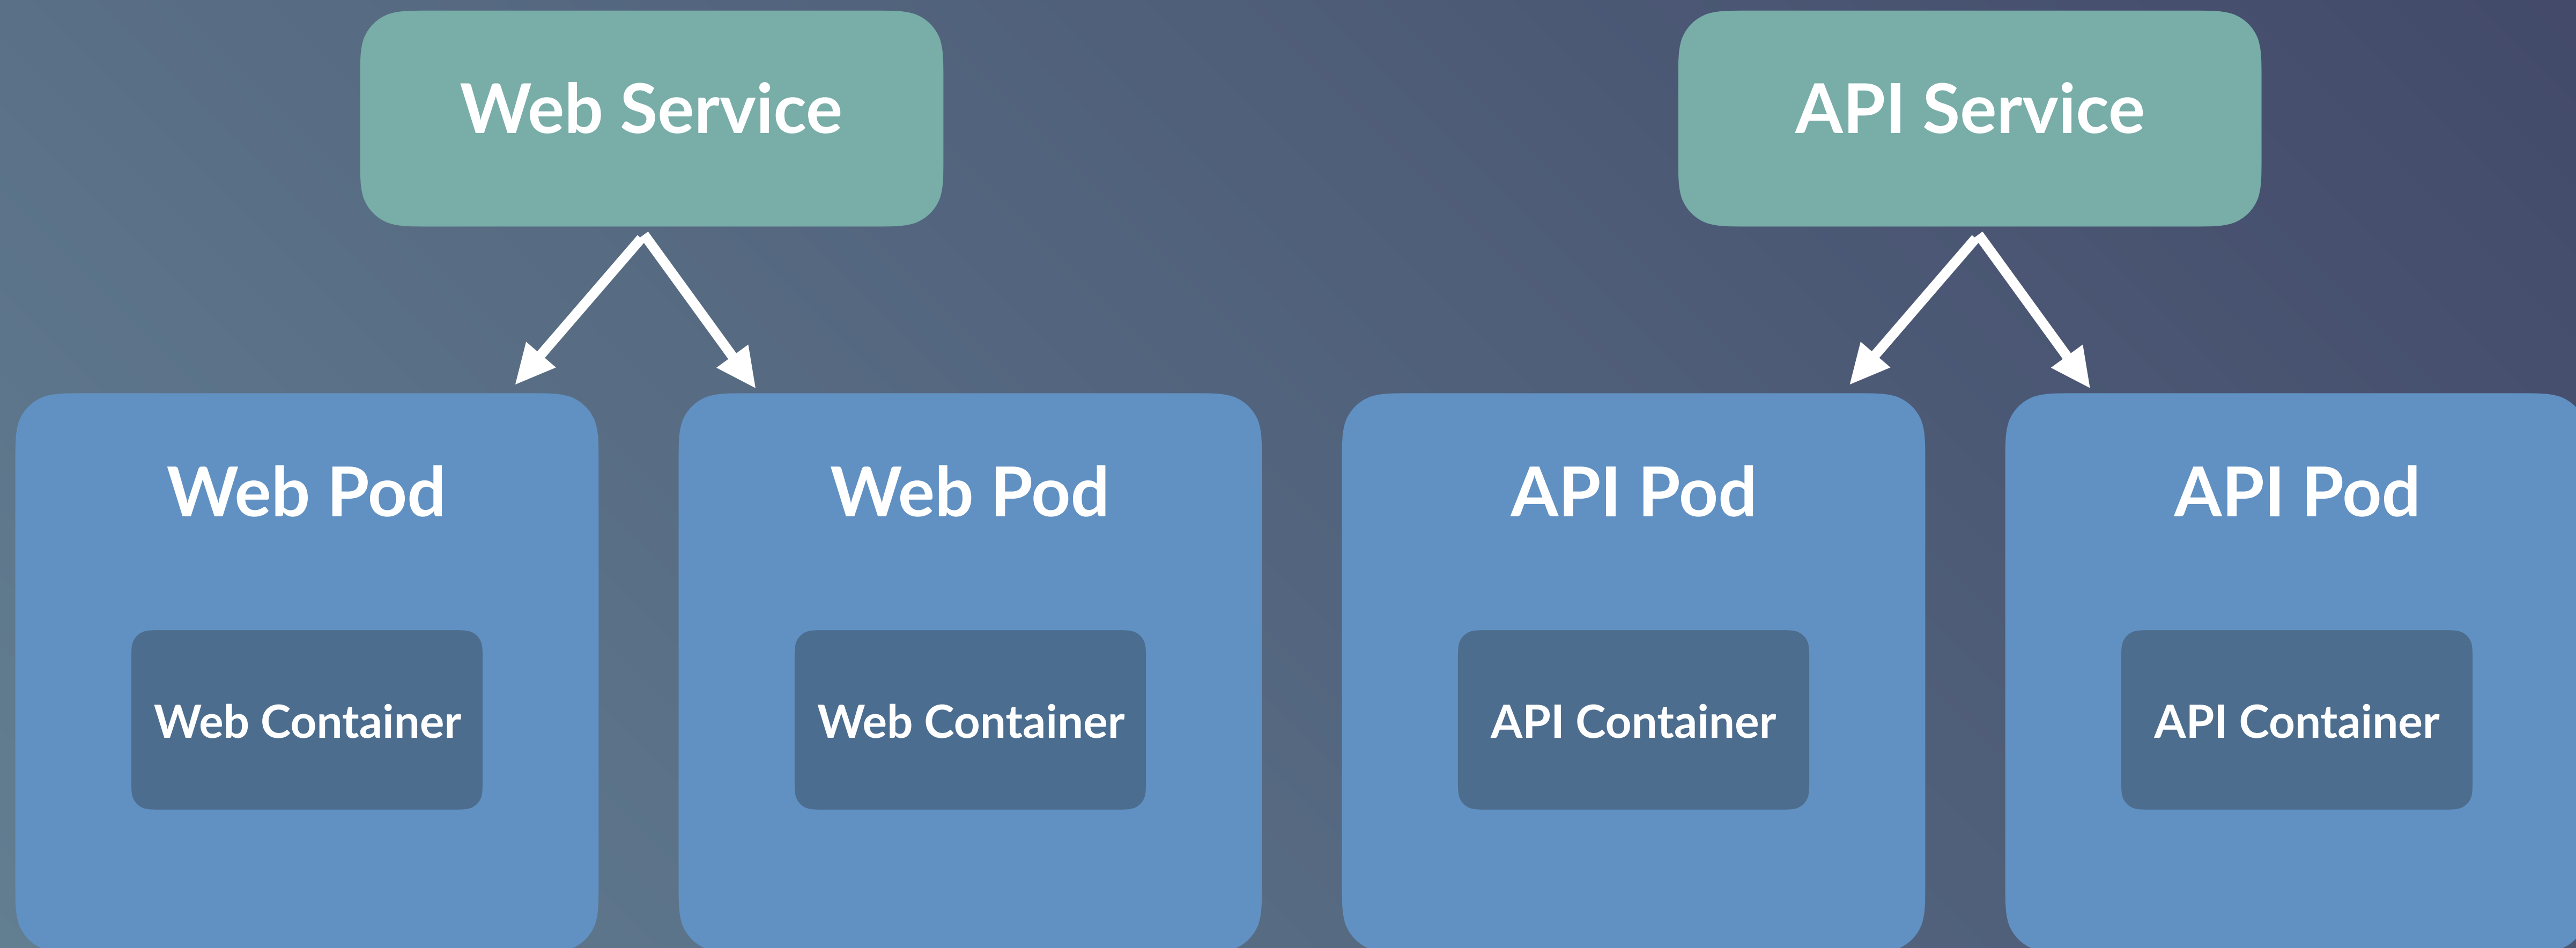 Web Service
API Service
Web Pod
Web Pod
API Pod
API Pod
Web Container
Web Container
API Container
API Container